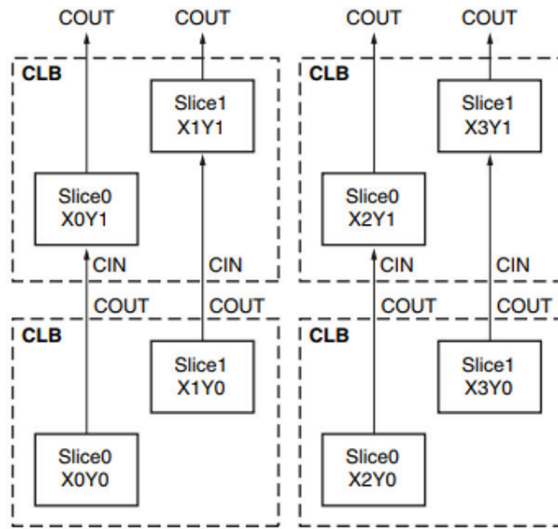 COUT COUT COUT COUT
CLB CLB
Slice1 Slice1
X1Y1 X3Y1
Slice0 Slice0
X0Y1 X2Y1
CIN CIN CIN CIN
COUT COUT COUT COUT
CLB CLB
Slice1 Slice1
X1Y0 X3Y0
Slice0 Slice0
X0Y0 X2Y0